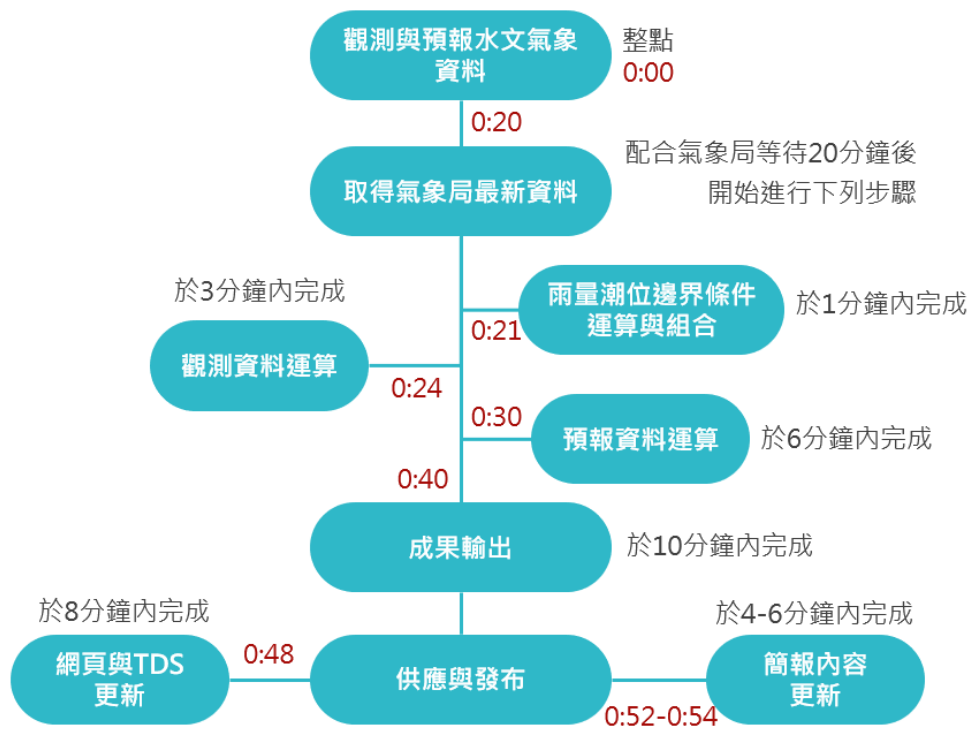 觀測與預報水文氣象
資料
整點
0:00
0:20
配合氣象局等待20分鐘後
開始進行下列步驟
取得氣象局最新資料
於3分鐘內完成
雨量潮位邊界條件
運算與組合
於1分鐘內完成
0:21
觀測資料運算
0:24
0:30
預報資料運算
於6分鐘內完成
0:40
成果輸出
於10分鐘內完成
於8分鐘內完成
於4-6分鐘內完成
網頁與TDS
更新
0:48
供應與發布
簡報內容
更新
0:52-0:54